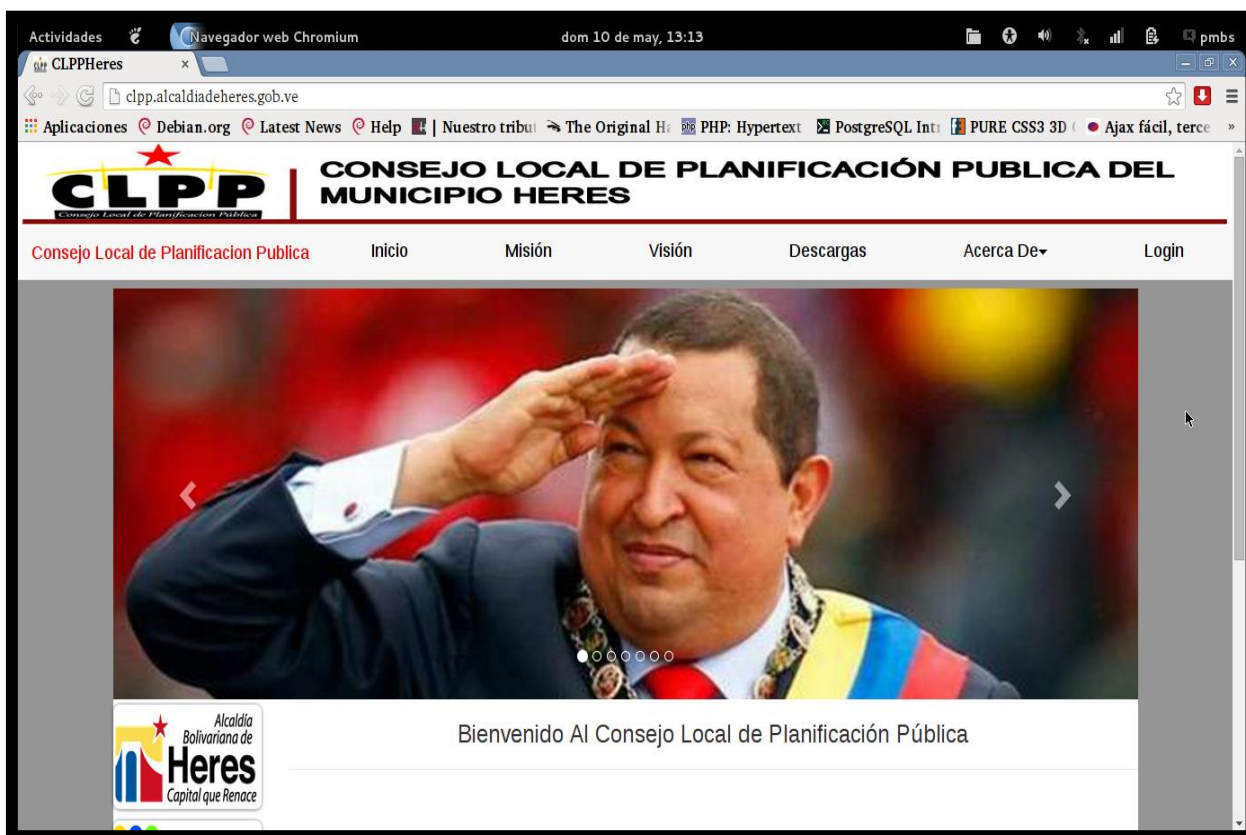 Actividades Navegador web Chromium dom 10 de may, 13:13 pmbs
CLPPHeres
clpp.alcaldiadeheres.gob.ve
Aplicaciones Debian.org Latest News Help | Nuestro tribu The Original Ha PHP: Hypertext PostgreSQL Int PURE CSS3 3D Ajax fácil, terce »
CLPP
Consejo Local de Planificacion Pública
CONSEJO LOCAL DE PLANIFICACIÓN PUBLICA DEL
MUNICIPIO HERES
Consejo Local de Planificacion Publica Inicio Misión Visión Descargas Acerca De Login
Alcaldía
Bolivariana de
Heres
Capital que Renace
Bienvenido Al Consejo Local de Planificación Pública